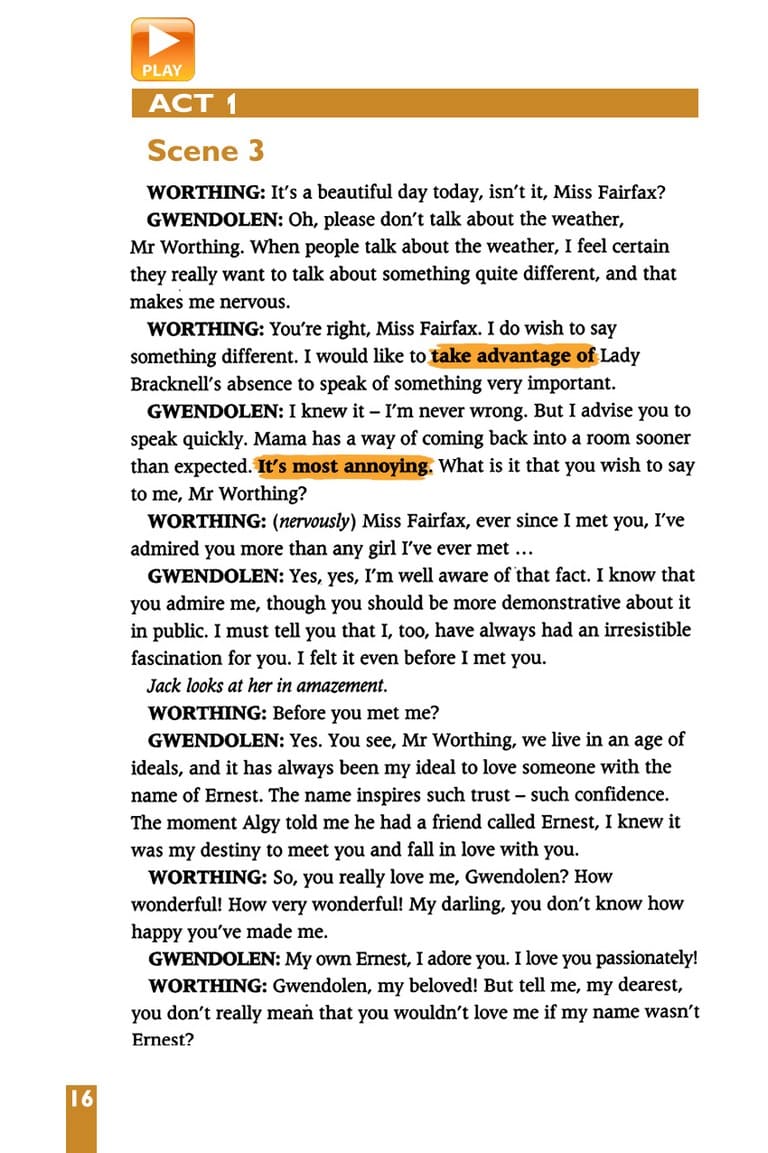 PLAY
ACT 1
Scene 3
WORTHING: It's a beautiful day today, isn't it, Miss Fairfax?
GWENDOLEN: Oh, please don't talk about the weather,
Mr Worthing. When people talk about the weather, I feel certain
they really want to talk about something quite different, and that
makes me nervous.
WORTHING: You're right, Miss Fairfax. I do wish to say
something different. I would like to take advantage of Lady
Bracknell's absence to speak of something very important.
GWENDOLEN: I knew it – I'm never wrong. But I advise you to
speak quickly. Mama has a way of coming back into a room sooner
than expected. It's most annoying. What is it that you wish to say
to me, Mr Worthing?
WORTHING: (nervously) Miss Fairfax, ever since I met you, I've
admired you more than any girl I've ever met ...
GWENDOLEN: Yes, yes, I'm well aware of that fact. I know that
you admire me, though you should be more demonstrative about it
in public. I must tell you that I, too, have always had an irresistible
fascination for you. I felt it even before I met you.
Jack looks at her in amazement.
WORTHING: Before you met me?
GWENDOLEN: Yes. You see, Mr Worthing, we live in an age of
ideals, and it has always been my ideal to love someone with the
name of Ernest. The name inspires such trust – such confidence.
The moment Algy told me he had a friend called Ernest, I knew it
was my destiny to meet you and fall in love with you.
WORTHING: So, you really love me, Gwendolen? How
wonderful! How very wonderful! My darling, you don't know how
happy you've made me.
GWENDOLEN: My own Ernest, I adore you. I love you passionately!
WORTHING: Gwendolen, my beloved! But tell me, my dearest,
you don't really mean that you wouldn't love me if my name wasn't
Ernest?
16